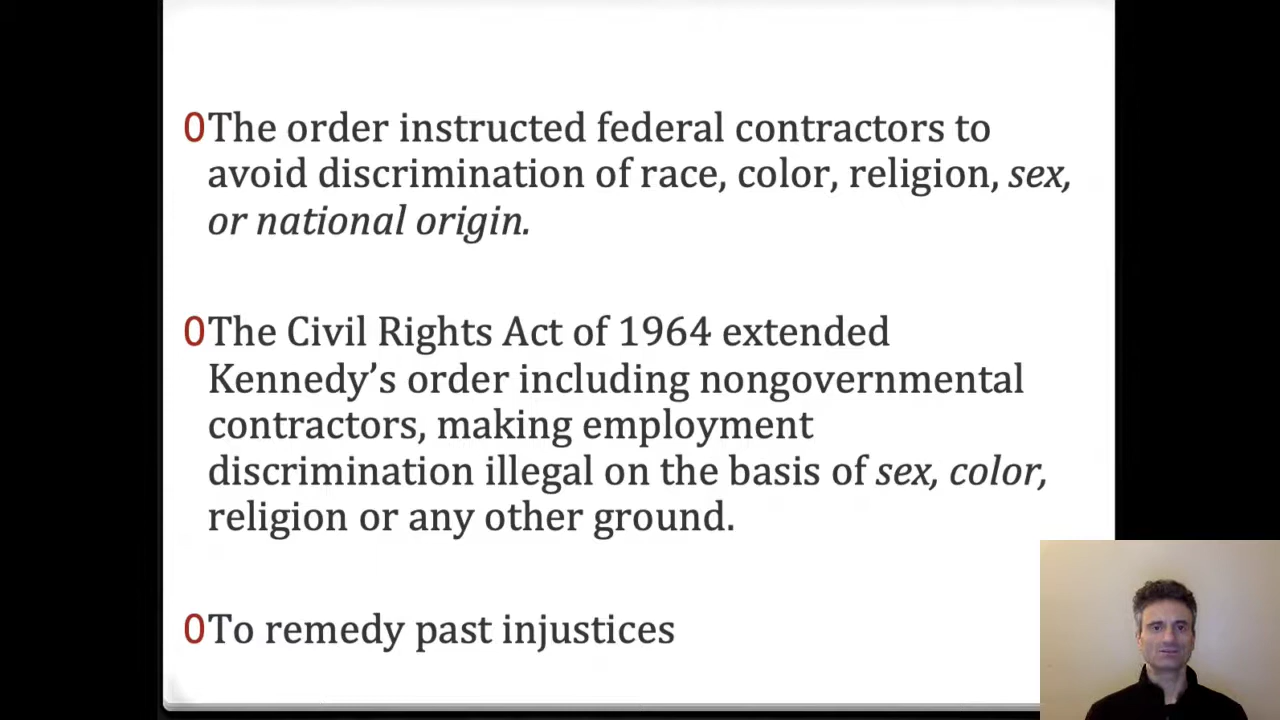 0The order instructed federal contractors to
avoid discrimination of race, color, religion, sex,
or national origin.
0The Civil Rights Act of 1964 extended
Kennedy’s order including nongovernmental
contractors, making employment
discrimination illegal on the basis of sex, color,
religion or any other ground.
0To remedy past injustices